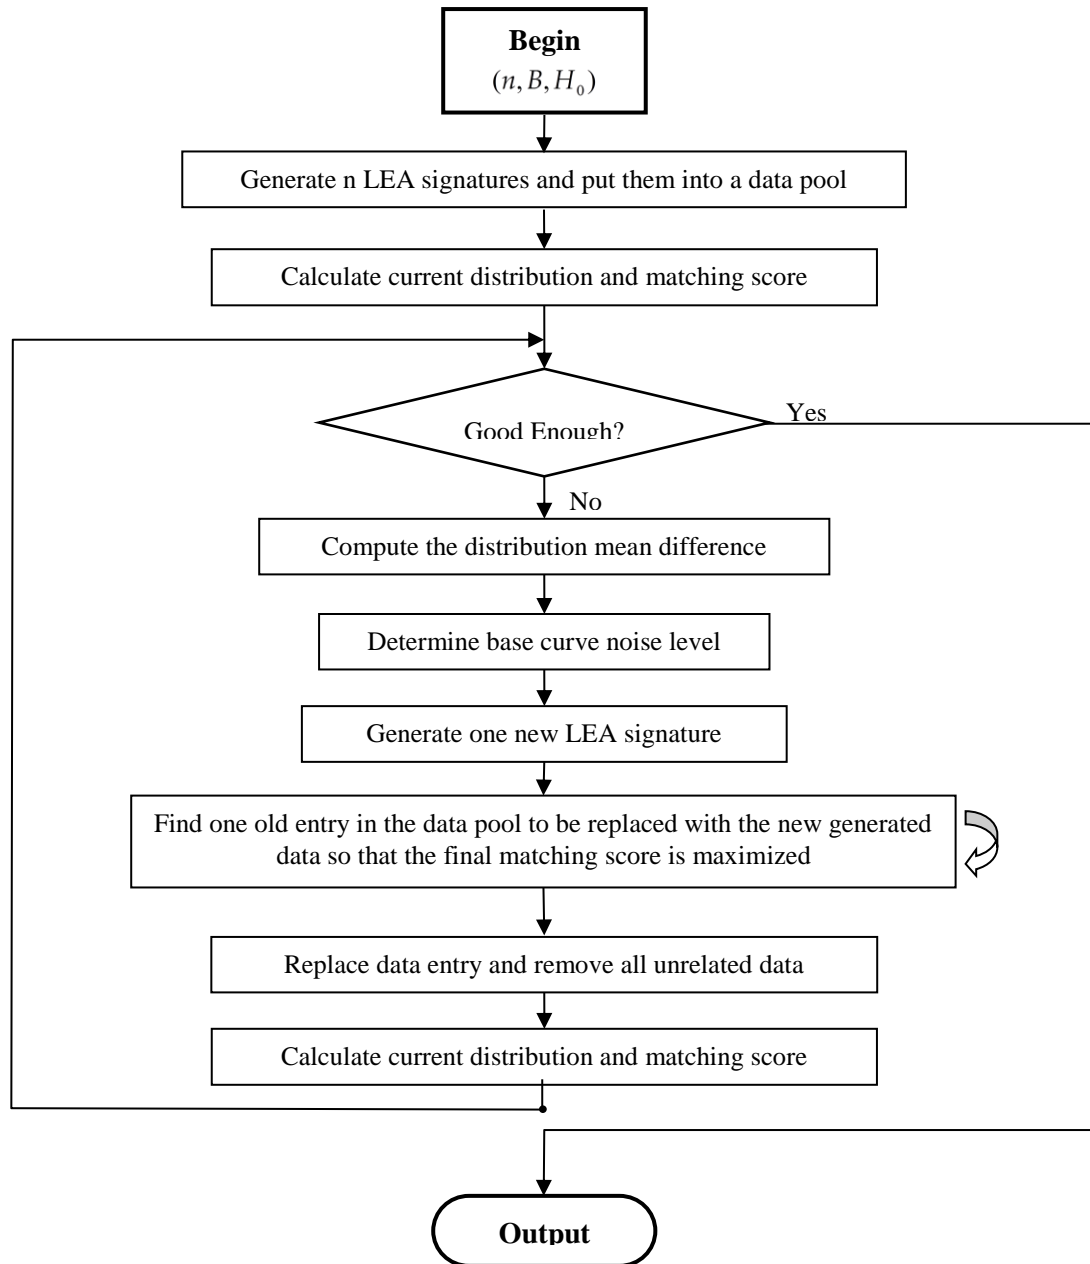 Begin
(n, B, H₀)
Generate n LEA signatures and put them into a data pool
Calculate current distribution and matching score
Good Enough?
Yes
No
Compute the distribution mean difference
Determine base curve noise level
Generate one new LEA signature
Find one old entry in the data pool to be replaced with the new generated
data so that the final matching score is maximized
Replace data entry and remove all unrelated data
Calculate current distribution and matching score
Output